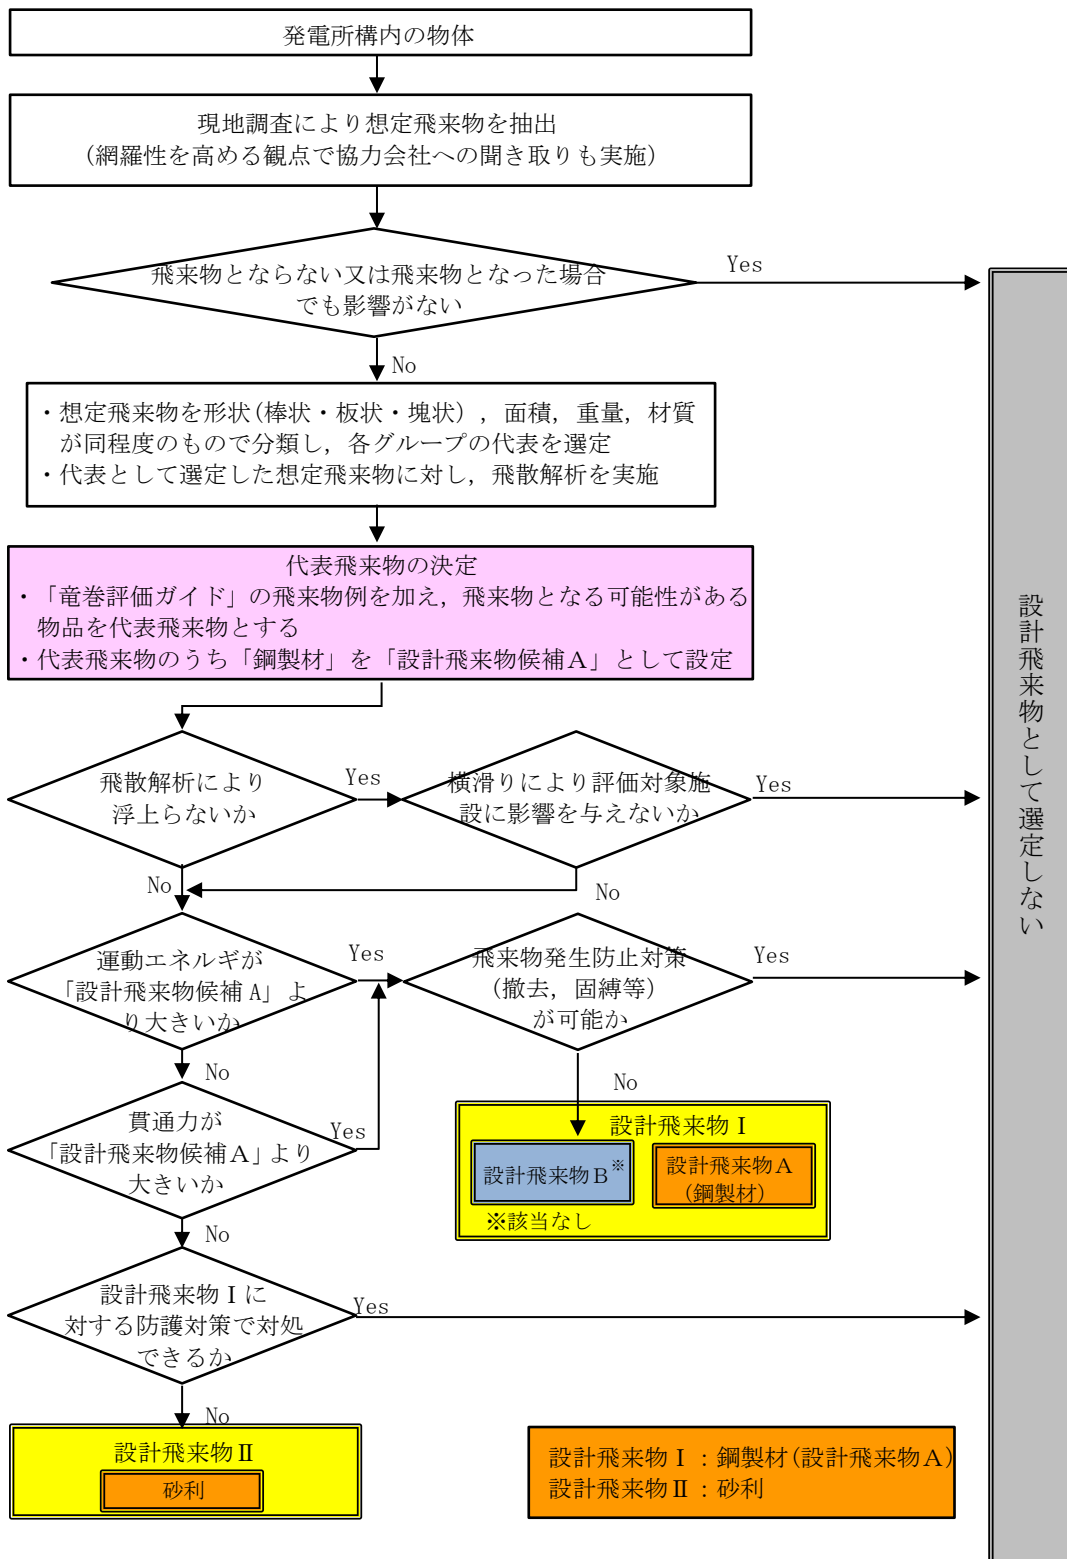 発電所構内の物体
現地調査により想定飛来物を抽出
（網羅性を高める観点で協力会社への聞き取りも実施）
飛来物とならない又は飛来物となった場合
でも影響がない
Yes
No
・想定飛来物を形状(棒状・板状・塊状)，面積，重量，材質
が同程度のもので分類し，各グループの代表を選定
・代表として選定した想定飛来物に対し，飛散解析を実施
代表飛来物の決定
・「竜巻評価ガイド」の飛来物例を加え，飛来物となる可能性がある
物品を代表飛来物とする
・代表飛来物のうち「鋼製材」を「設計飛来物候補Ａ」として設定
飛散解析により
浮上らないか
Yes
No
横滑りにより評価対象施
設に影響を与えないか
Yes
No
運動エネルギが
「設計飛来物候補 A」よ
り大きいか
Yes
No
飛来物発生防止対策
（撤去，固縛等）
が可能か
Yes
No
貫通力が
「設計飛来物候補Ａ」より
大きいか
Yes
No
設計飛来物Ⅰ
設計飛来物Ｂ※
設計飛来物Ａ
（鋼製材）
※該当なし
設計飛来物Ⅰに
対する防護対策で対処
できるか
Yes
No
設計飛来物Ⅱ
砂利
設計飛来物Ⅰ：鋼製材(設計飛来物Ａ)
設計飛来物Ⅱ：砂利
設計飛来物として選定しない